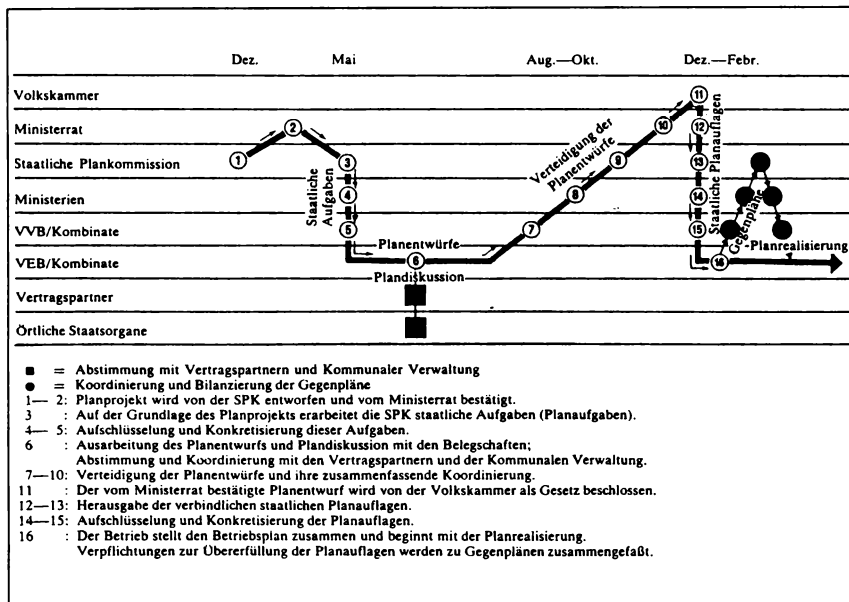 Dez. Mai Aug.—Okt. Dez.—Febr.
Volkskammer
11
Ministerrat
2
10
12
Staatliche Plankommission
1
3
9
13
Ministerien
4
8
14
VVB/Kombinate
5
7
15
VEB/Kombinate
6
16
Vertragspartner
Örtliche Staatsorgane
Staatliche
Aufgaben
Planentwürfe
Plandiskussion
Verteidigung der
Planentwürfe
Staatliche Planauflagen
Gegenpläne
-Planrealisierung
■ = Abstimmung mit Vertragspartnern und Kommunaler Verwaltung
● = Koordinierung und Bilanzierung der Gegenpläne
1— 2: Planprojekt wird von der SPK entworfen und vom Ministerrat bestätigt.
3 : Auf der Grundlage des Planprojekts erarbeitet die SPK staatliche Aufgaben (Planaufgaben).
4— 5: Aufschlüsselung und Konkretisierung dieser Aufgaben.
6 : Ausarbeitung des Planentwurfs und Plandiskussion mit den Belegschaften;
Abstimmung und Koordinierung mit den Vertragspartnern und der Kommunalen Verwaltung.
7—10: Verteidigung der Planentwürfe und ihre zusammenfassende Koordinierung.
11 : Der vom Ministerrat bestätigte Planentwurf wird von der Volkskammer als Gesetz beschlossen.
12—13: Herausgabe der verbindlichen staatlichen Planauflagen.
14—15: Aufschlüsselung und Konkretisierung der Planauflagen.
16 : Der Betrieb stellt den Betriebsplan zusammen und beginnt mit der Planrealisierung.
Verpflichtungen zur Übererfüllung der Planauflagen werden zu Gegenplänen zusammengefaßt.